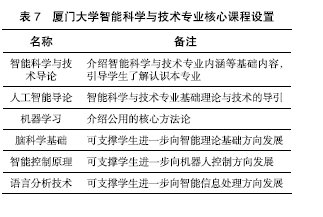 表 7 厦门大学智能科学与技术专业核心课程设置
名称 备注
智能科学与技术导论 介绍智能科学与技术专业内涵等基础内容，引导学生了解认识本专业
人工智能导论 智能科学与技术专业基础理论与技术的导引
机器学习 介绍公用的核心方法论
脑科学基础 可支撑学生进一步向智能理论基础方向发展
智能控制原理 可支撑学生进一步向机器人控制方向发展
语言分析技术 可支撑学生进一步向智能信息处理方向发展